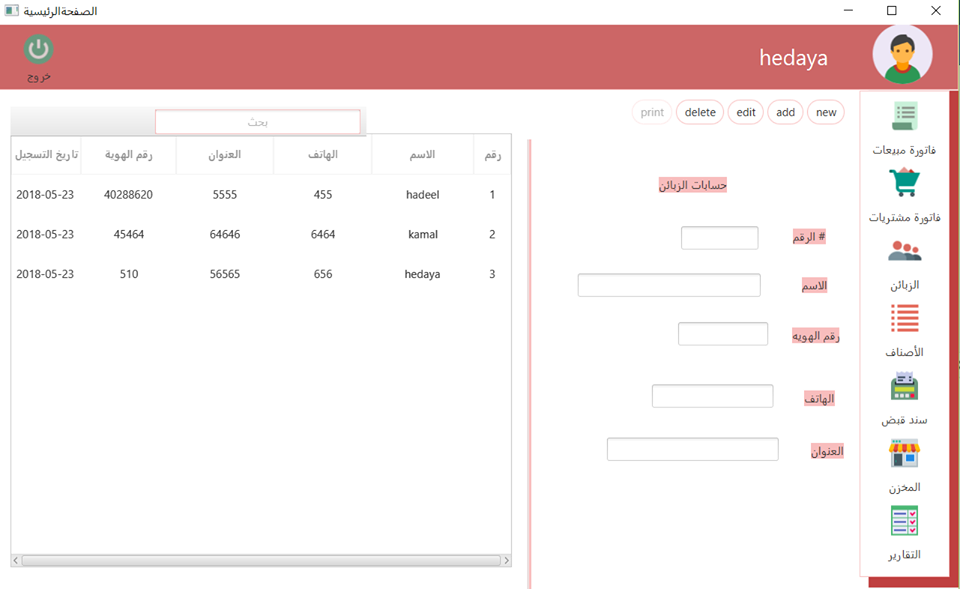 الصفحةالرئيسية
hedaya
خروج
new add edit delete print
بحث
رقم الاسم الهاتف العنوان رقم الهوية تاريخ التسجيل
1 hadeel 455 5555 40288620 2018-05-23
2 kamal 6464 64646 45464 2018-05-23
3 hedaya 656 56565 510 2018-05-23
حسابات الزبائن
# الرقم
الاسم
رقم الهويه
الهاتف
العنوان
فاتورة مبيعات
فاتورة مشتريات
الزبائن
الأصناف
سند قبض
المخزن
التقارير